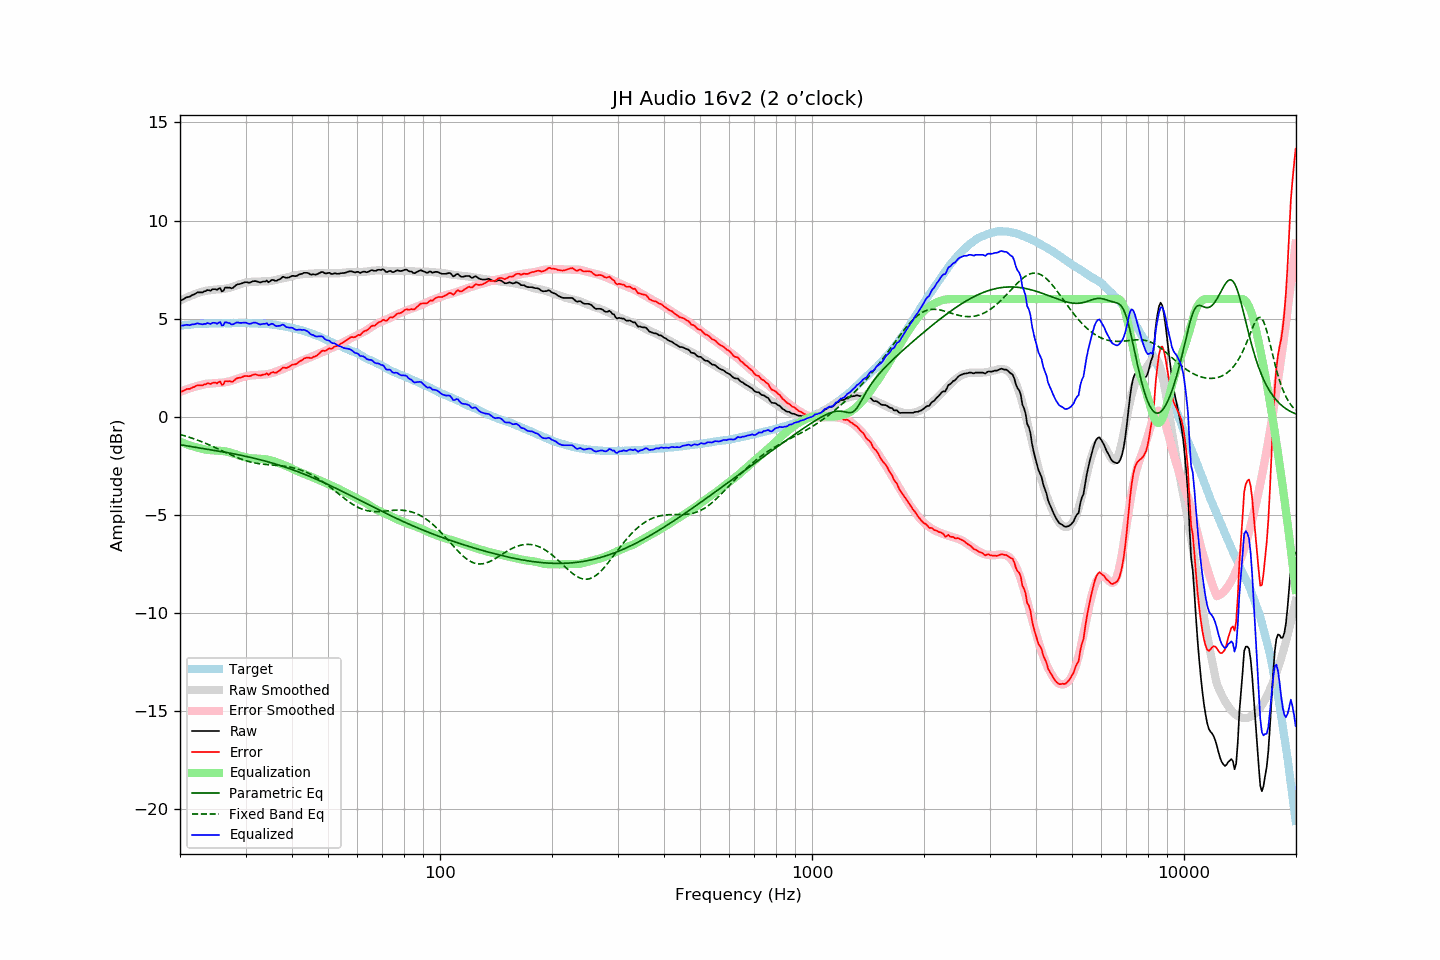 JH Audio 16v2 (2 o’clock)
15
10
5
0
−5
−10
−15
−20
Amplitude (dBr)
Target
Raw Smoothed
Error Smoothed
Raw
Error
Equalization
Parametric Eq
Fixed Band Eq
Equalized
100 1000 10000
Frequency (Hz)